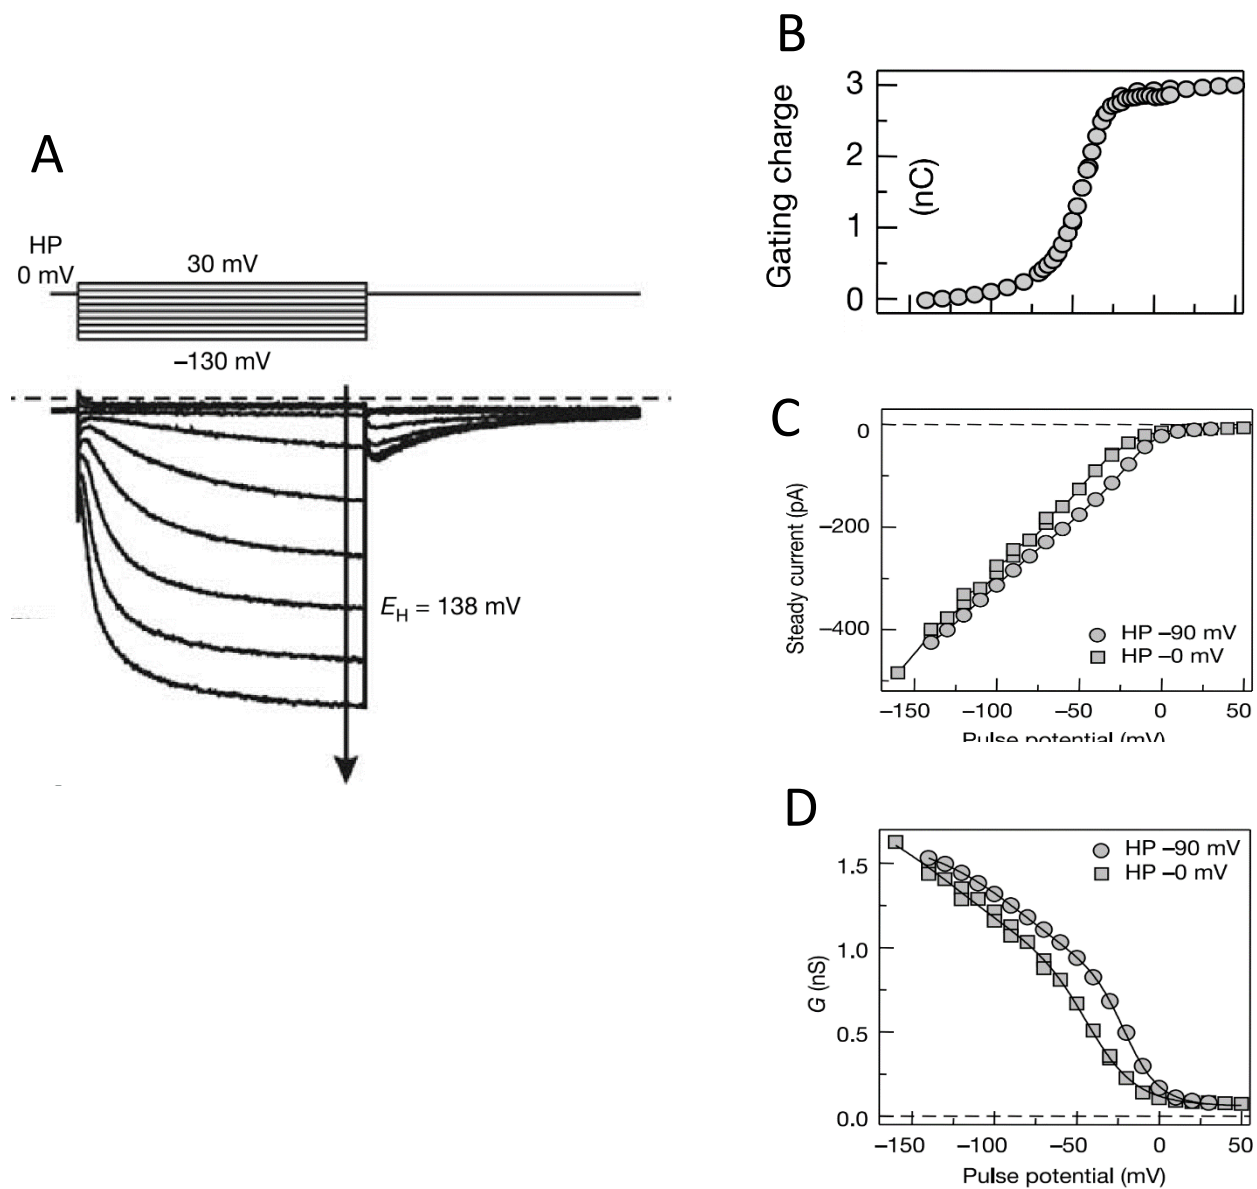 A
HP
0 mV
30 mV
–130 mV
E_H = 138 mV
B
Gating charge
(nC)
3
2
1
0
C
Steady current (pA)
0
–200
–400
HP –90 mV
HP –0 mV
–150
–100
–50
0
50
Pulse potential (mV)
D
G (nS)
1.5
1.0
0.5
0.0
HP –90 mV
HP –0 mV
–150
–100
–50
0
50
Pulse potential (mV)